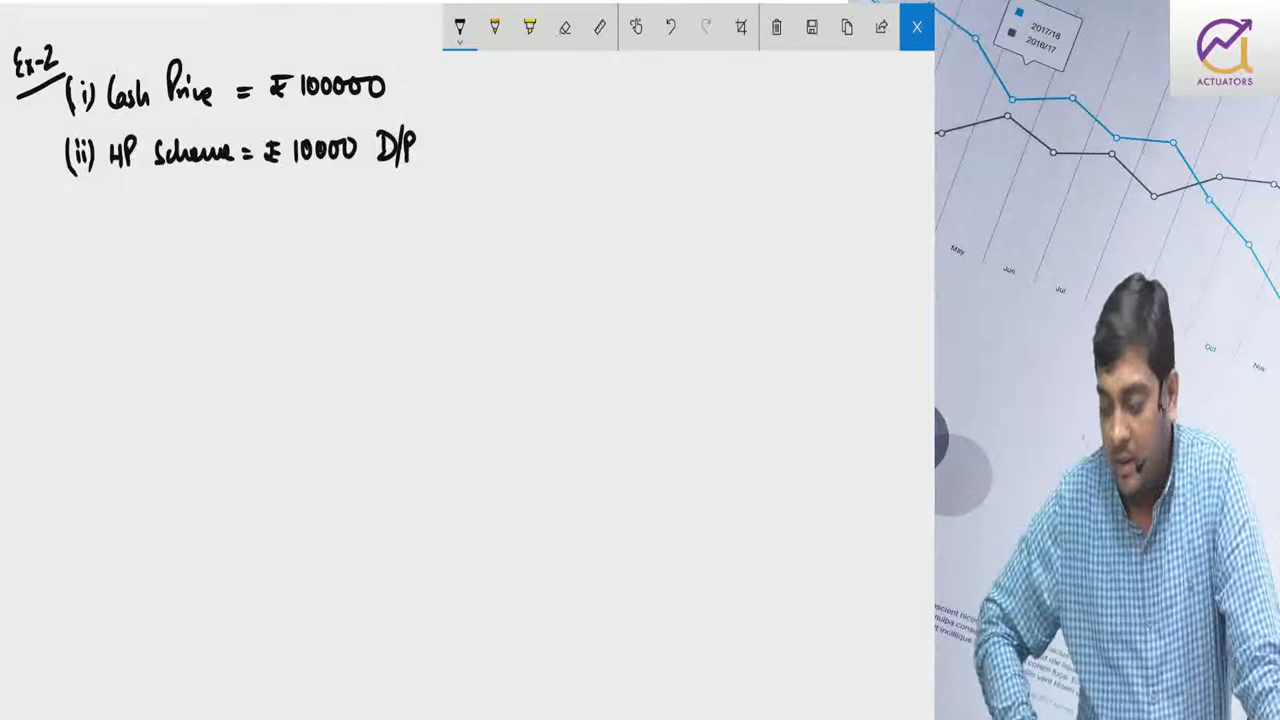 Ex-2
(i) Cash Price = ₹ 100000
(ii) HP Scheme = ₹ 10000 D/P
X
2017/18
2016/17
ACTUATORS
May
Jun
Jul
Oct
Nov